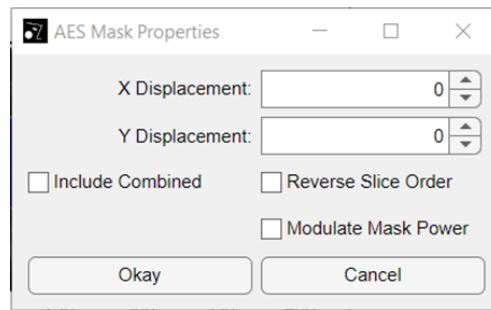 AES Mask Properties
X Displacement: 0
Y Displacement: 0
Include Combined Reverse Slice Order
Modulate Mask Power
Okay Cancel